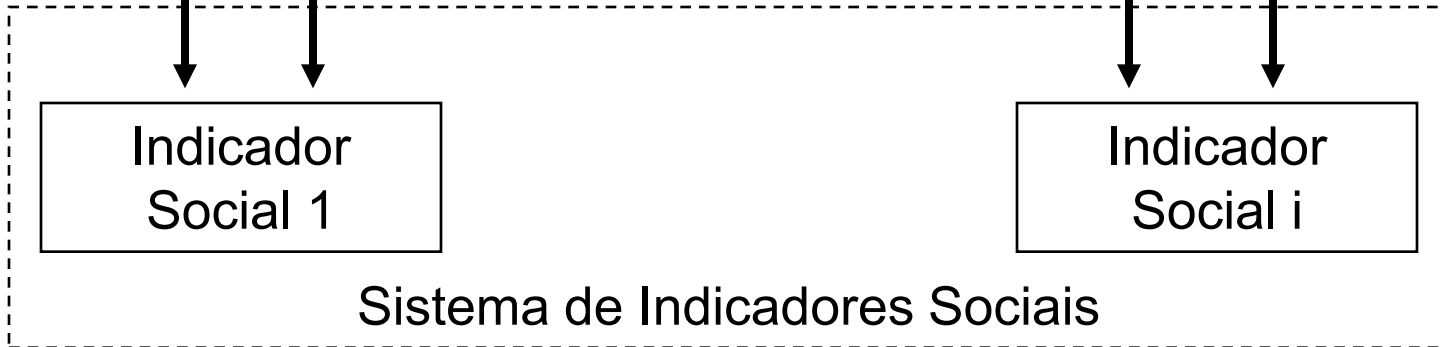 Indicador
Social 1
Indicador
Social i
Sistema de Indicadores Sociais